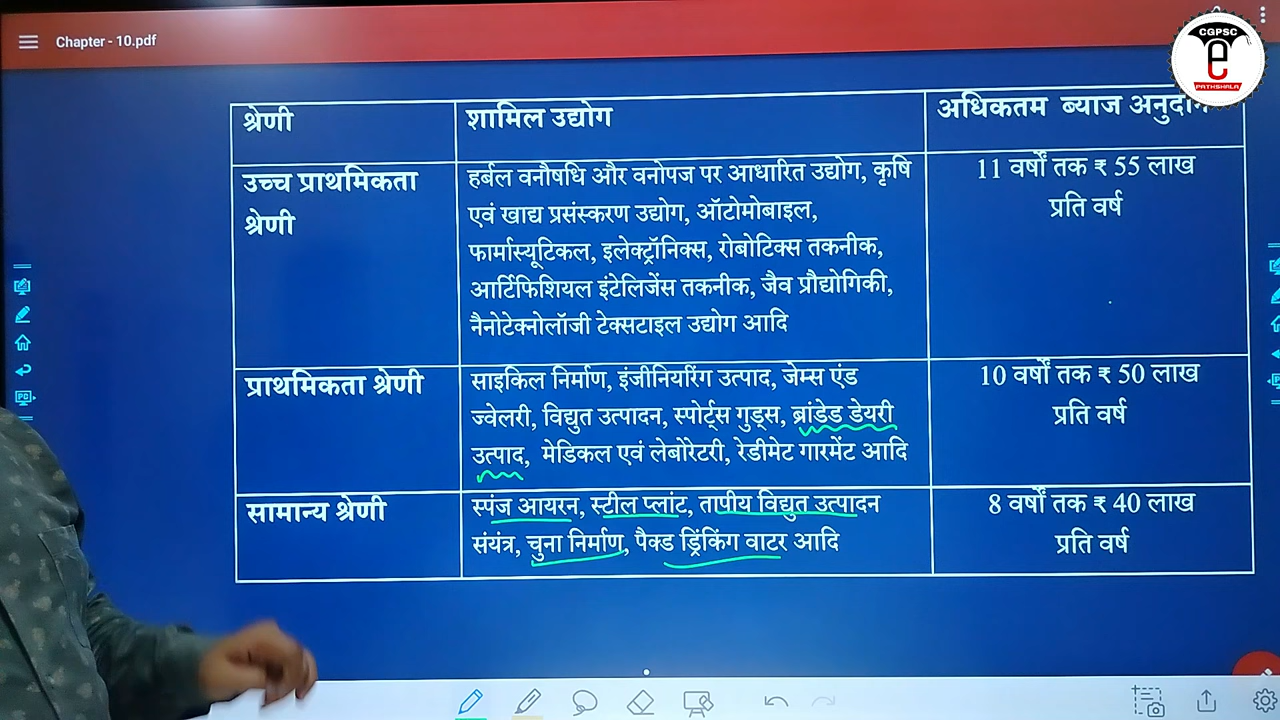 Chapter - 10.pdf
CGPSC
e
PATHSHALA
श्रेणी
शामिल उद्योग
अधिकतम ब्याज अनुदान
उच्च प्राथमिकता
श्रेणी
हर्बल वनौषधि और वनोपज पर आधारित उद्योग, कृषि
एवं खाद्य प्रसंस्करण उद्योग, ऑटोमोबाइल,
फार्मास्यूटिकल, इलेक्ट्रॉनिक्स, रोबोटिक्स तकनीक,
आर्टिफिशियल इंटेलिजेंस तकनीक, जैव प्रौद्योगिकी,
नैनोटेक्नोलॉजी टेक्सटाइल उद्योग आदि
11 वर्षों तक ₹ 55 लाख
प्रति वर्ष
प्राथमिकता श्रेणी
साइकिल निर्माण, इंजीनियरिंग उत्पाद, जेम्स एंड
ज्वेलरी, विद्युत उत्पादन, स्पोर्ट्स गुड्स, ब्रांडेड डेयरी
उत्पाद, मेडिकल एवं लेबोरेटरी, रेडीमेट गारमेंट आदि
10 वर्षों तक ₹ 50 लाख
प्रति वर्ष
सामान्य श्रेणी
स्पंज आयरन, स्टील प्लांट, तापीय विद्युत उत्पादन
संयंत्र, चुना निर्माण, पैक्ड ड्रिंकिंग वाटर आदि
8 वर्षों तक ₹ 40 लाख
प्रति वर्ष
PC